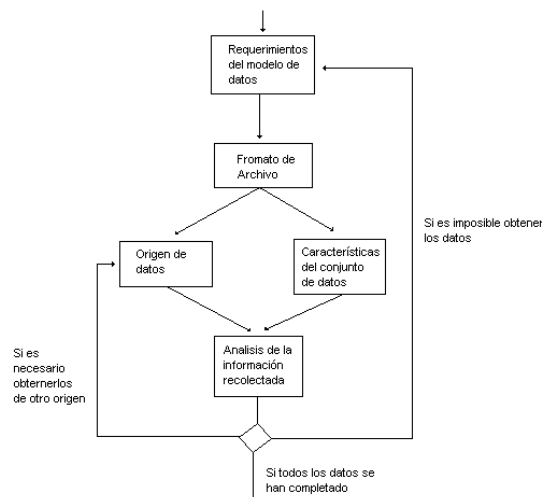 Requerimientos
del modelo de
datos
Fromato de
Archivo
Si es imposible obtener
los datos
Origen de
datos
Características
del conjunto
de datos
Si es
necesario
obternerlos
de otro origen
Analisis de la
información
recolectada
Si todos los datos se
han completado